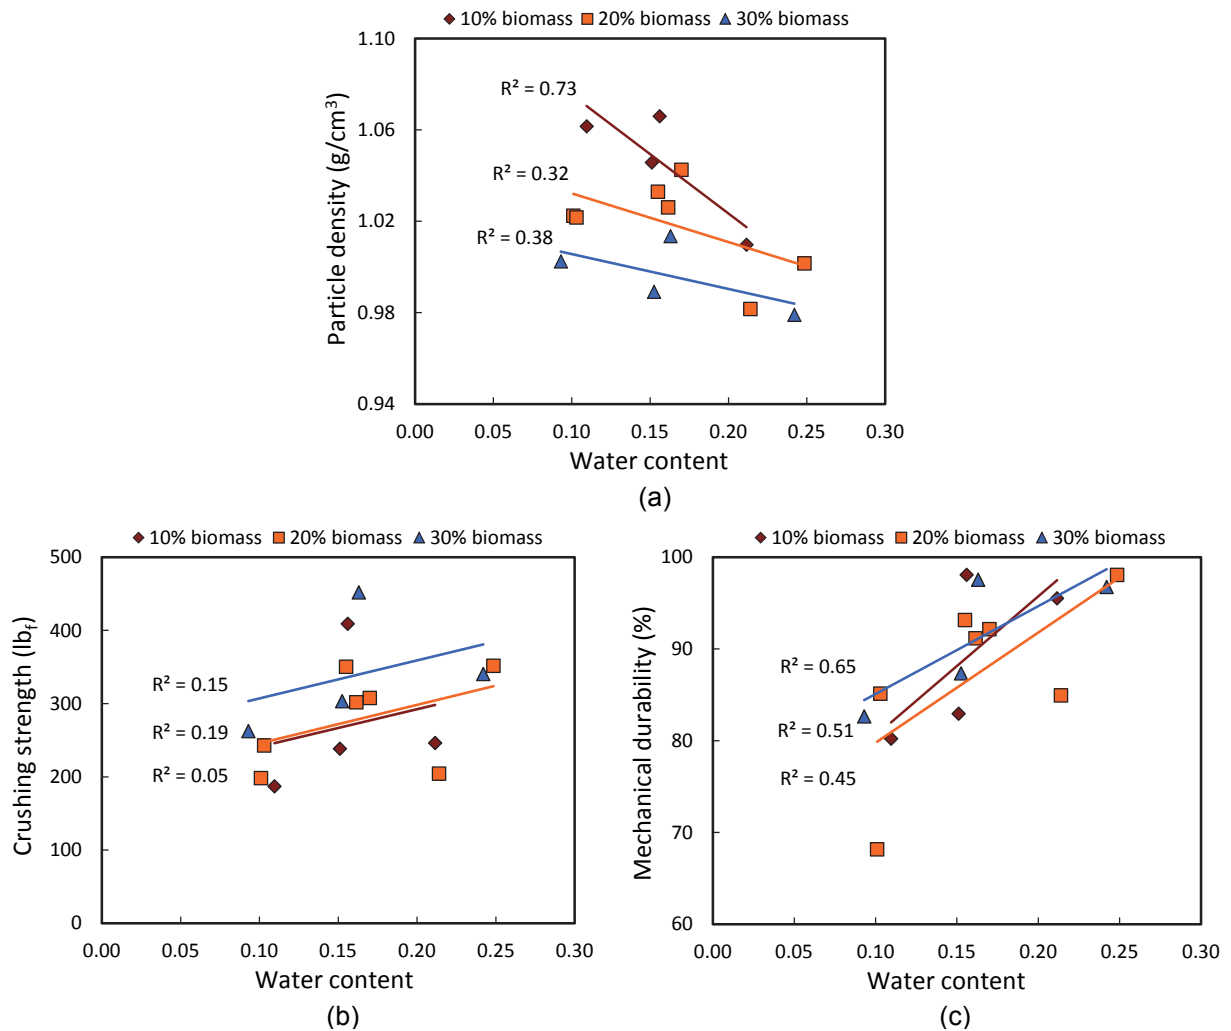 10% biomass 20% biomass 30% biomass
1.10
1.06
1.02
0.98
0.94
Particle density (g/cm³)
R² = 0.73
R² = 0.32
R² = 0.38
0.00 0.05 0.10 0.15 0.20 0.25 0.30
Water content
(a)
10% biomass 20% biomass 30% biomass
500
400
300
200
100
0
Crushing strength (lb_f)
R² = 0.15
R² = 0.19
R² = 0.05
0.00 0.05 0.10 0.15 0.20 0.25 0.30
Water content
(b)
10% biomass 20% biomass 30% biomass
100
90
80
70
60
Mechanical durability (%)
R² = 0.65
R² = 0.51
R² = 0.45
0.00 0.05 0.10 0.15 0.20 0.25 0.30
Water content
(c)